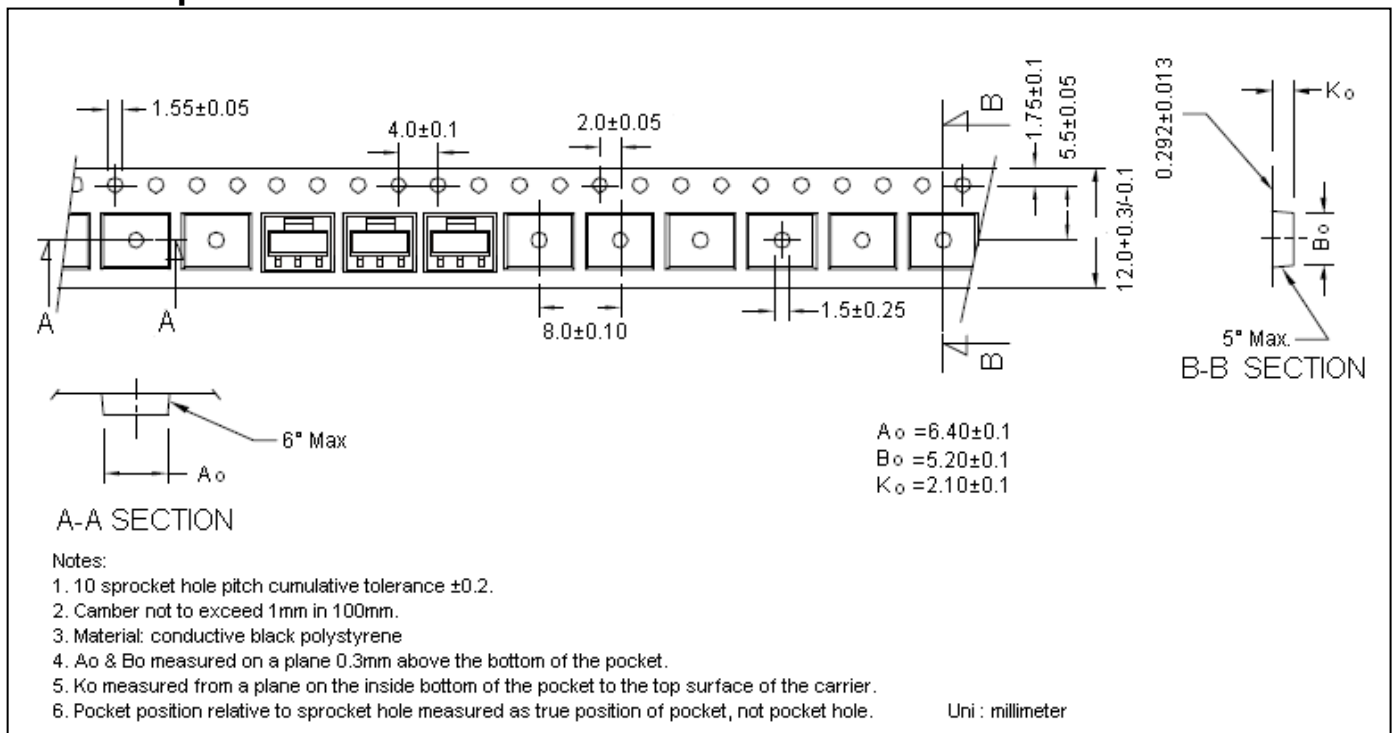 1.55±0.05
4.0±0.1
2.0±0.05
B
1.75±0.1
5.5±0.05
12.0+0.3/-0.1
0.292±0.013
Ko
Bo
A
A
8.0±0.10
1.5±0.25
B
5° Max.
B-B SECTION
6° Max
Ao
A-A SECTION
Ao =6.40±0.1
Bo =5.20±0.1
Ko =2.10±0.1
Notes:
1. 10 sprocket hole pitch cumulative tolerance ±0.2.
2. Camber not to exceed 1mm in 100mm.
3. Material: conductive black polystyrene
4. Ao & Bo measured on a plane 0.3mm above the bottom of the pocket.
5. Ko measured from a plane on the inside bottom of the pocket to the top surface of the carrier.
6. Pocket position relative to sprocket hole measured as true position of pocket, not pocket hole. Uni : millimeter